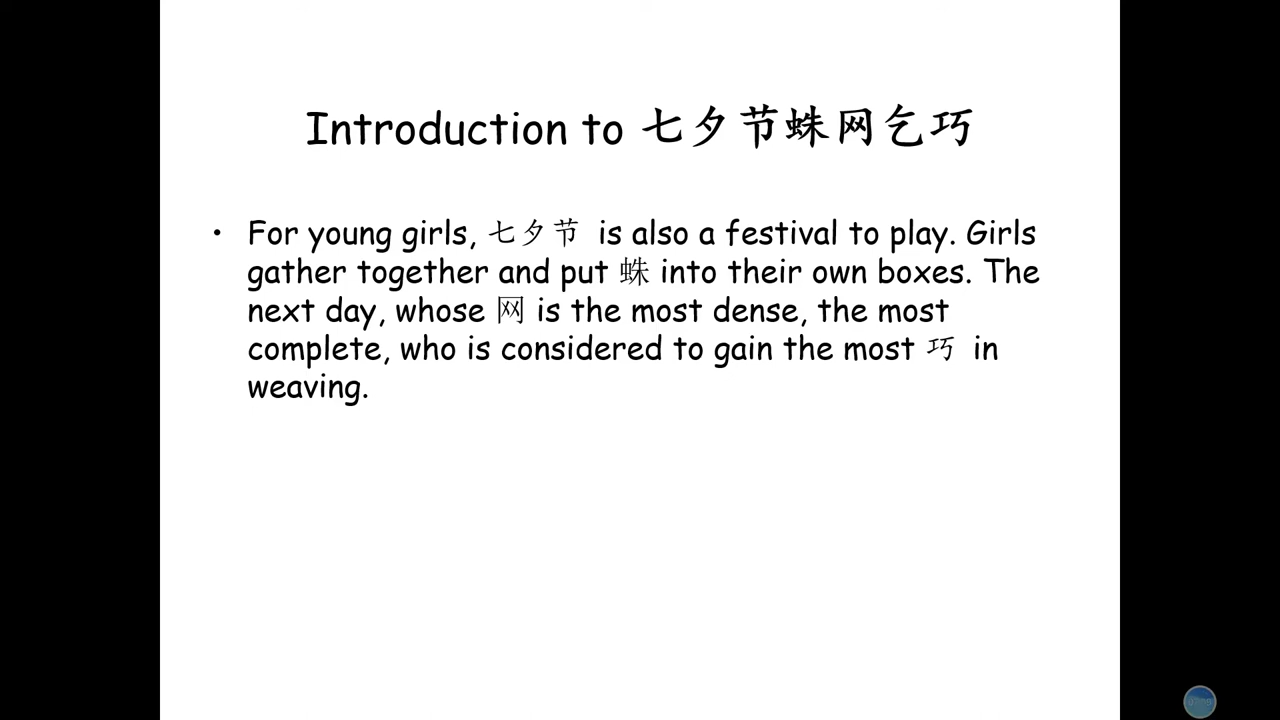 Introduction to 七夕节蛛网乞巧
• For young girls, 七夕节 is also a festival to play. Girls
gather together and put 蛛 into their own boxes. The
next day, whose 网 is the most dense, the most
complete, who is considered to gain the most 巧 in
weaving.